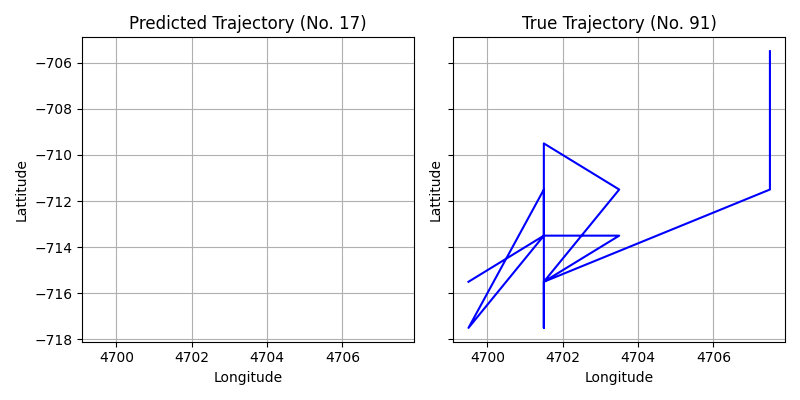 Predicted Trajectory (No. 17)
True Trajectory (No. 91)
−706
−708
−710
−712
−714
−716
−718
Lattitude
Lattitude
4700
4702
4704
4706
4700
4702
4704
4706
Longitude
Longitude